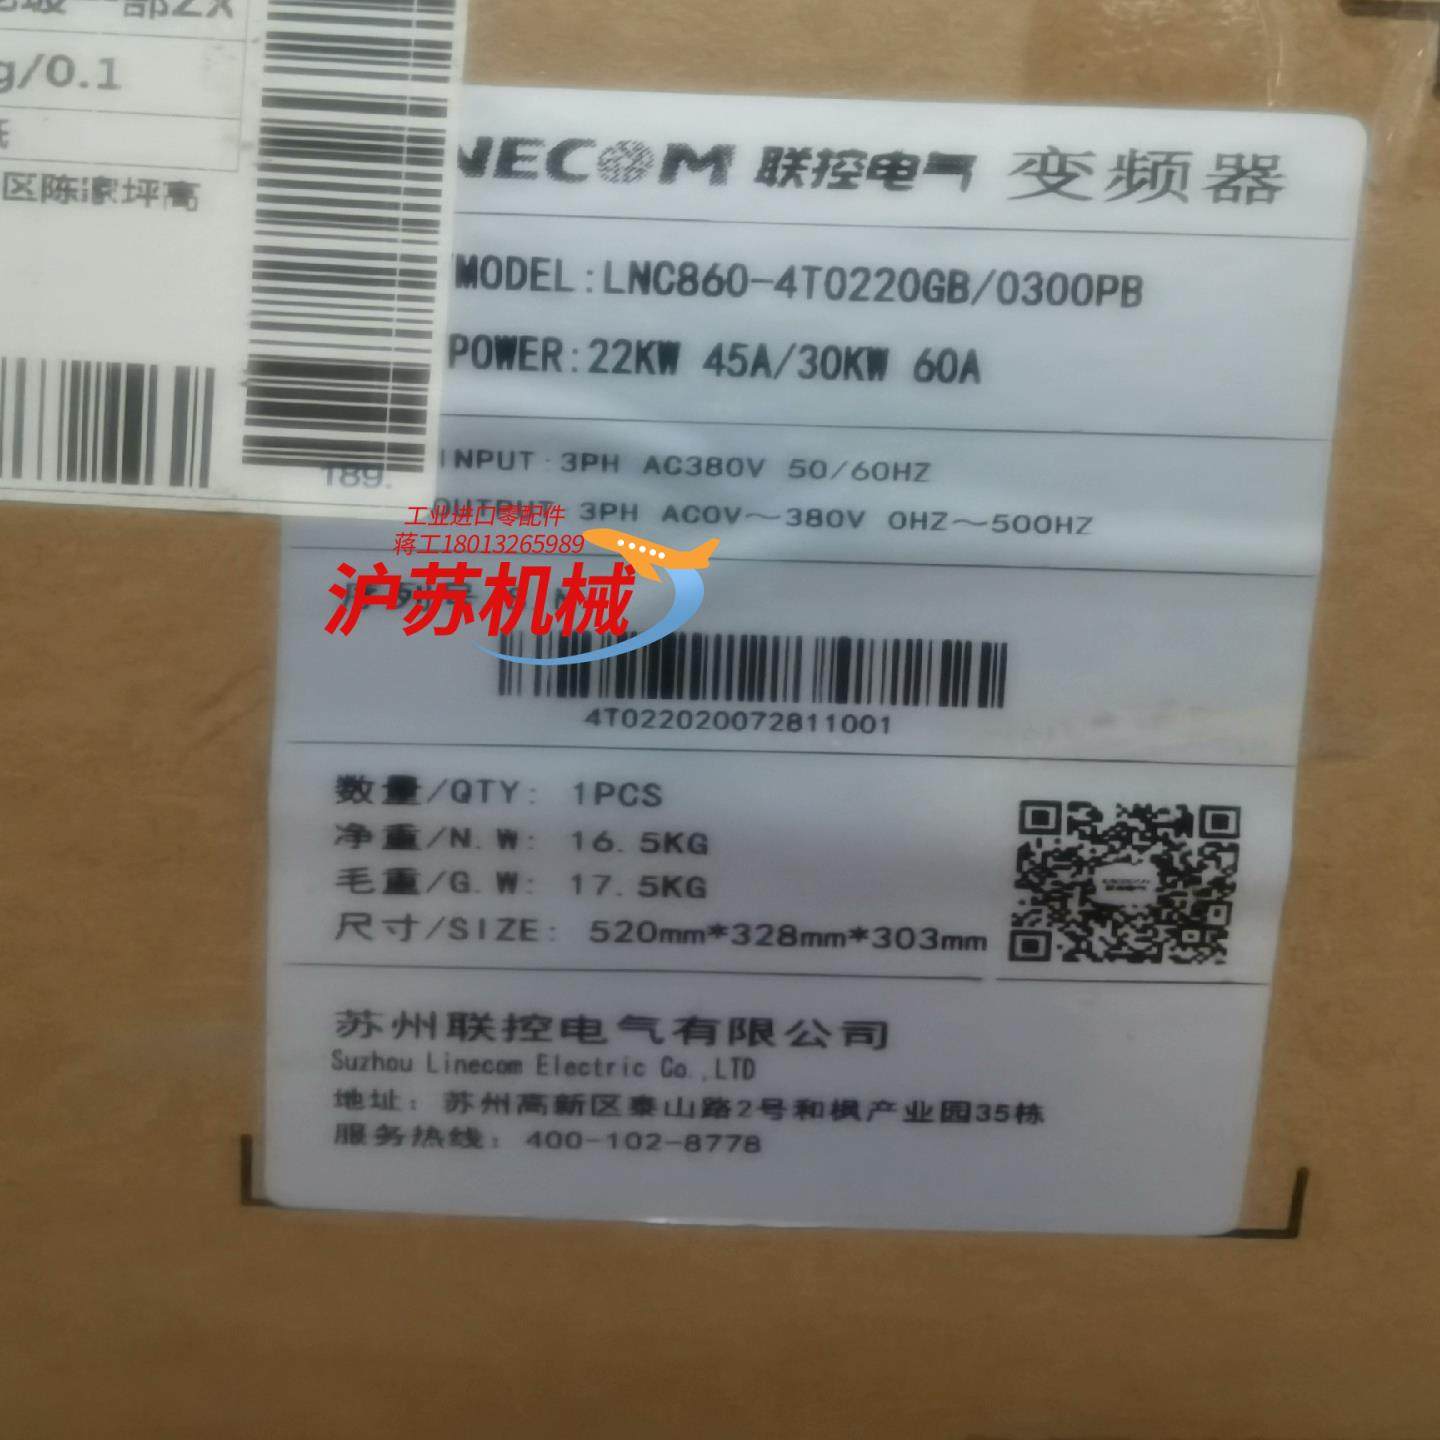 g/0.1
区陈濛坪高
189.
NECOM 联控电气 变频器
/MODEL:LNC860-4T0220GB/0300PB
POWER:22KW 45A/30KW 60A
INPUT:3PH AC380V 50/60HZ
OUTPUT 3PH AC0V～380V 0HZ～500HZ
工业进口零配件
蒋工18013265989
沪苏机械
4T022020072811001
数量/QTY: 1PCS
净重/N.W: 16.5KG
毛重/G.W: 17.5KG
尺寸/SIZE: 520mm*328mm*303mm
苏州联控电气有限公司
Suzhou Linecom Electric Co.,LTD
地址：苏州高新区泰山路2号和枫产业园35栋
服务热线：400-102-8778